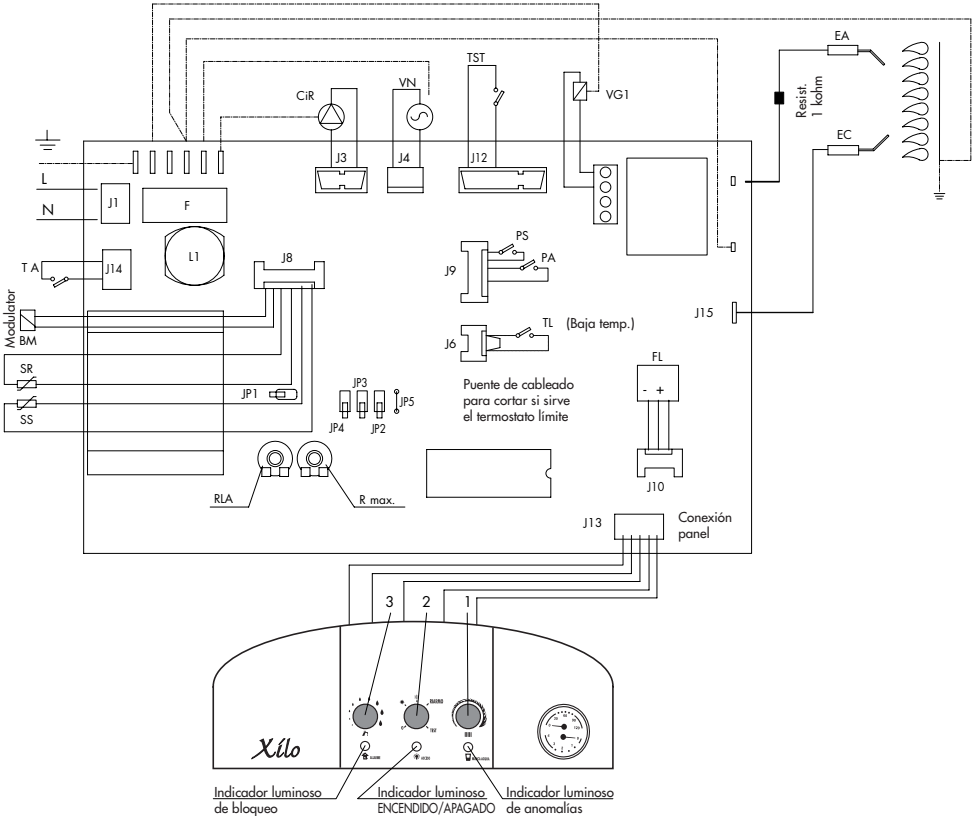 EA
TST
VN
CiR
VG1
Resist.
1 kohm
EC
J3
J4
J12
L
N
J1
F
PS
PA
J9
L1
J8
T A
J14
Modulator
BM
J15
TL (Baja temp.)
J6
FL
- +
SR
JP1
JP3
JP5
SS
JP4
JP2
Puente de cableado
para cortar si sirve
el termostato límite
RLA
R max.
J10
J13
Conexión
panel
3 2 1
Xílo
Indicador luminoso
de bloqueo
Indicador luminoso
ENCENDIDO/APAGADO
Indicador luminoso
de anomalías